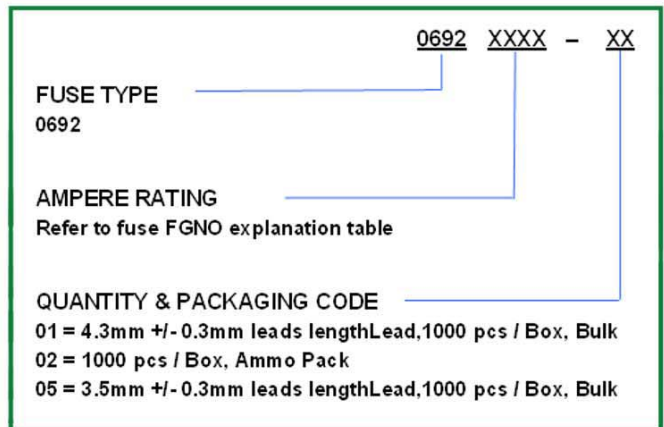 0692 XXXX – XX
FUSE TYPE
0692
AMPERE RATING
Refer to fuse FGNO explanation table
QUANTITY & PACKAGING CODE
01 = 4.3mm +/- 0.3mm leads lengthLead,1000 pcs / Box, Bulk
02 = 1000 pcs / Box, Ammo Pack
05 = 3.5mm +/- 0.3mm leads lengthLead,1000 pcs / Box, Bulk